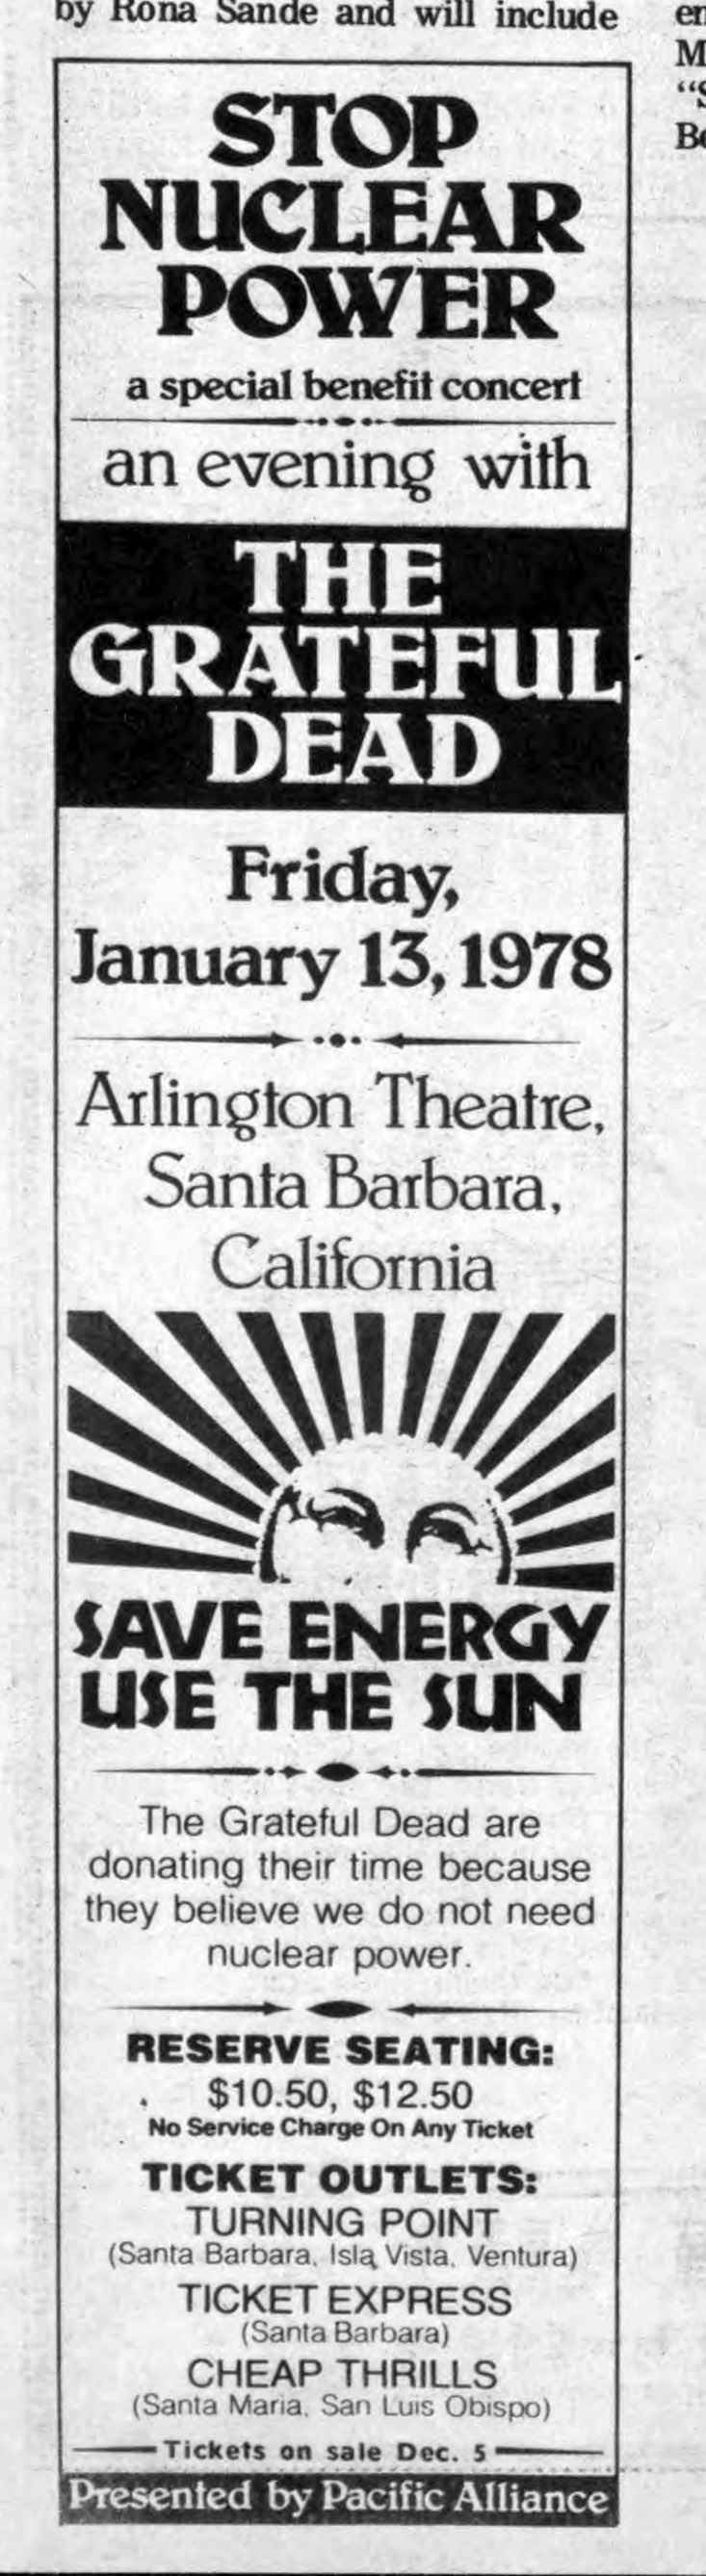 by Rona Sande and will include
STOP
NUCLEAR
POWER
a special benefit concert
an evening with
THE
GRATEFUL
DEAD
Friday,
January 13, 1978
Arlington Theatre,
Santa Barbara,
California
SAVE ENERGY
USE THE SUN
The Grateful Dead are
donating their time because
they believe we do not need
nuclear power.
RESERVE SEATING:
$10.50, $12.50
No Service Charge On Any Ticket
TICKET OUTLETS:
TURNING POINT
(Santa Barbara, Isla Vista, Ventura)
TICKET EXPRESS
(Santa Barbara)
CHEAP THRILLS
(Santa Maria, San Luis Obispo)
Tickets on sale Dec. 5
Presented by Pacific Alliance